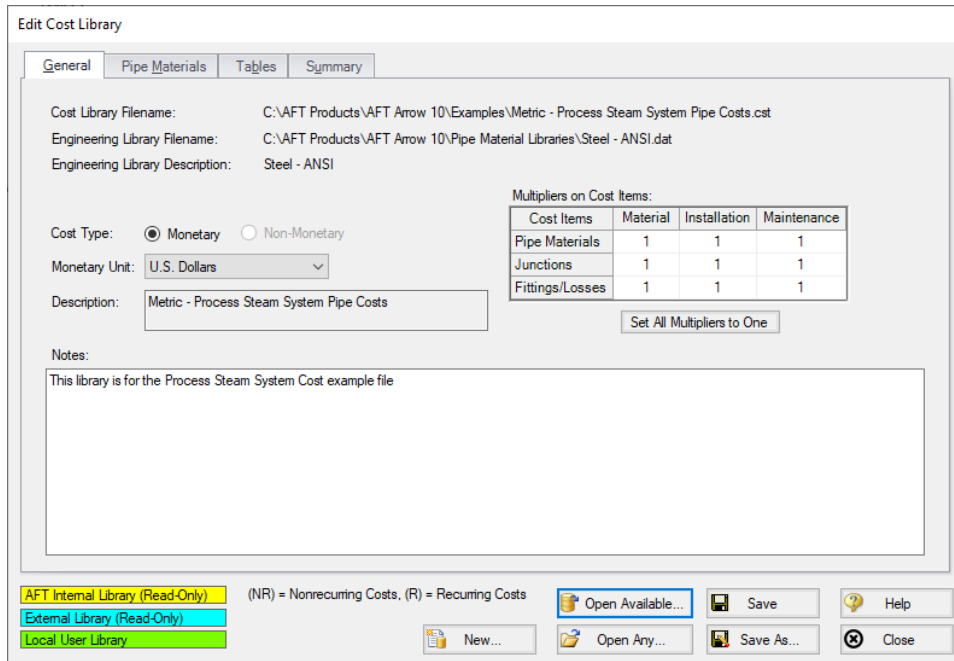 Edit Cost Library
General Pipe Materials Tables Summary
Cost Library Filename: C:\AFT Products\AFT Arrow 10\Examples\Metric - Process Steam System Pipe Costs.cst
Engineering Library Filename: C:\AFT Products\AFT Arrow 10\Pipe Material Libraries\Steel - ANSI.dat
Engineering Library Description: Steel - ANSI
Multipliers on Cost Items:
Cost Items Material Installation Maintenance
Pipe Materials 1 1 1
Junctions 1 1 1
Fittings/Losses 1 1 1
Set All Multipliers to One
Cost Type: Monetary Non-Monetary
Monetary Unit: U.S. Dollars
Description: Metric - Process Steam System Pipe Costs
Notes:
This library is for the Process Steam System Cost example file
AFT Internal Library (Read-Only)
External Library (Read-Only)
Local User Library
(NR) = Nonrecurring Costs, (R) = Recurring Costs
Open Available... Save Help
New... Open Any... Save As... Close